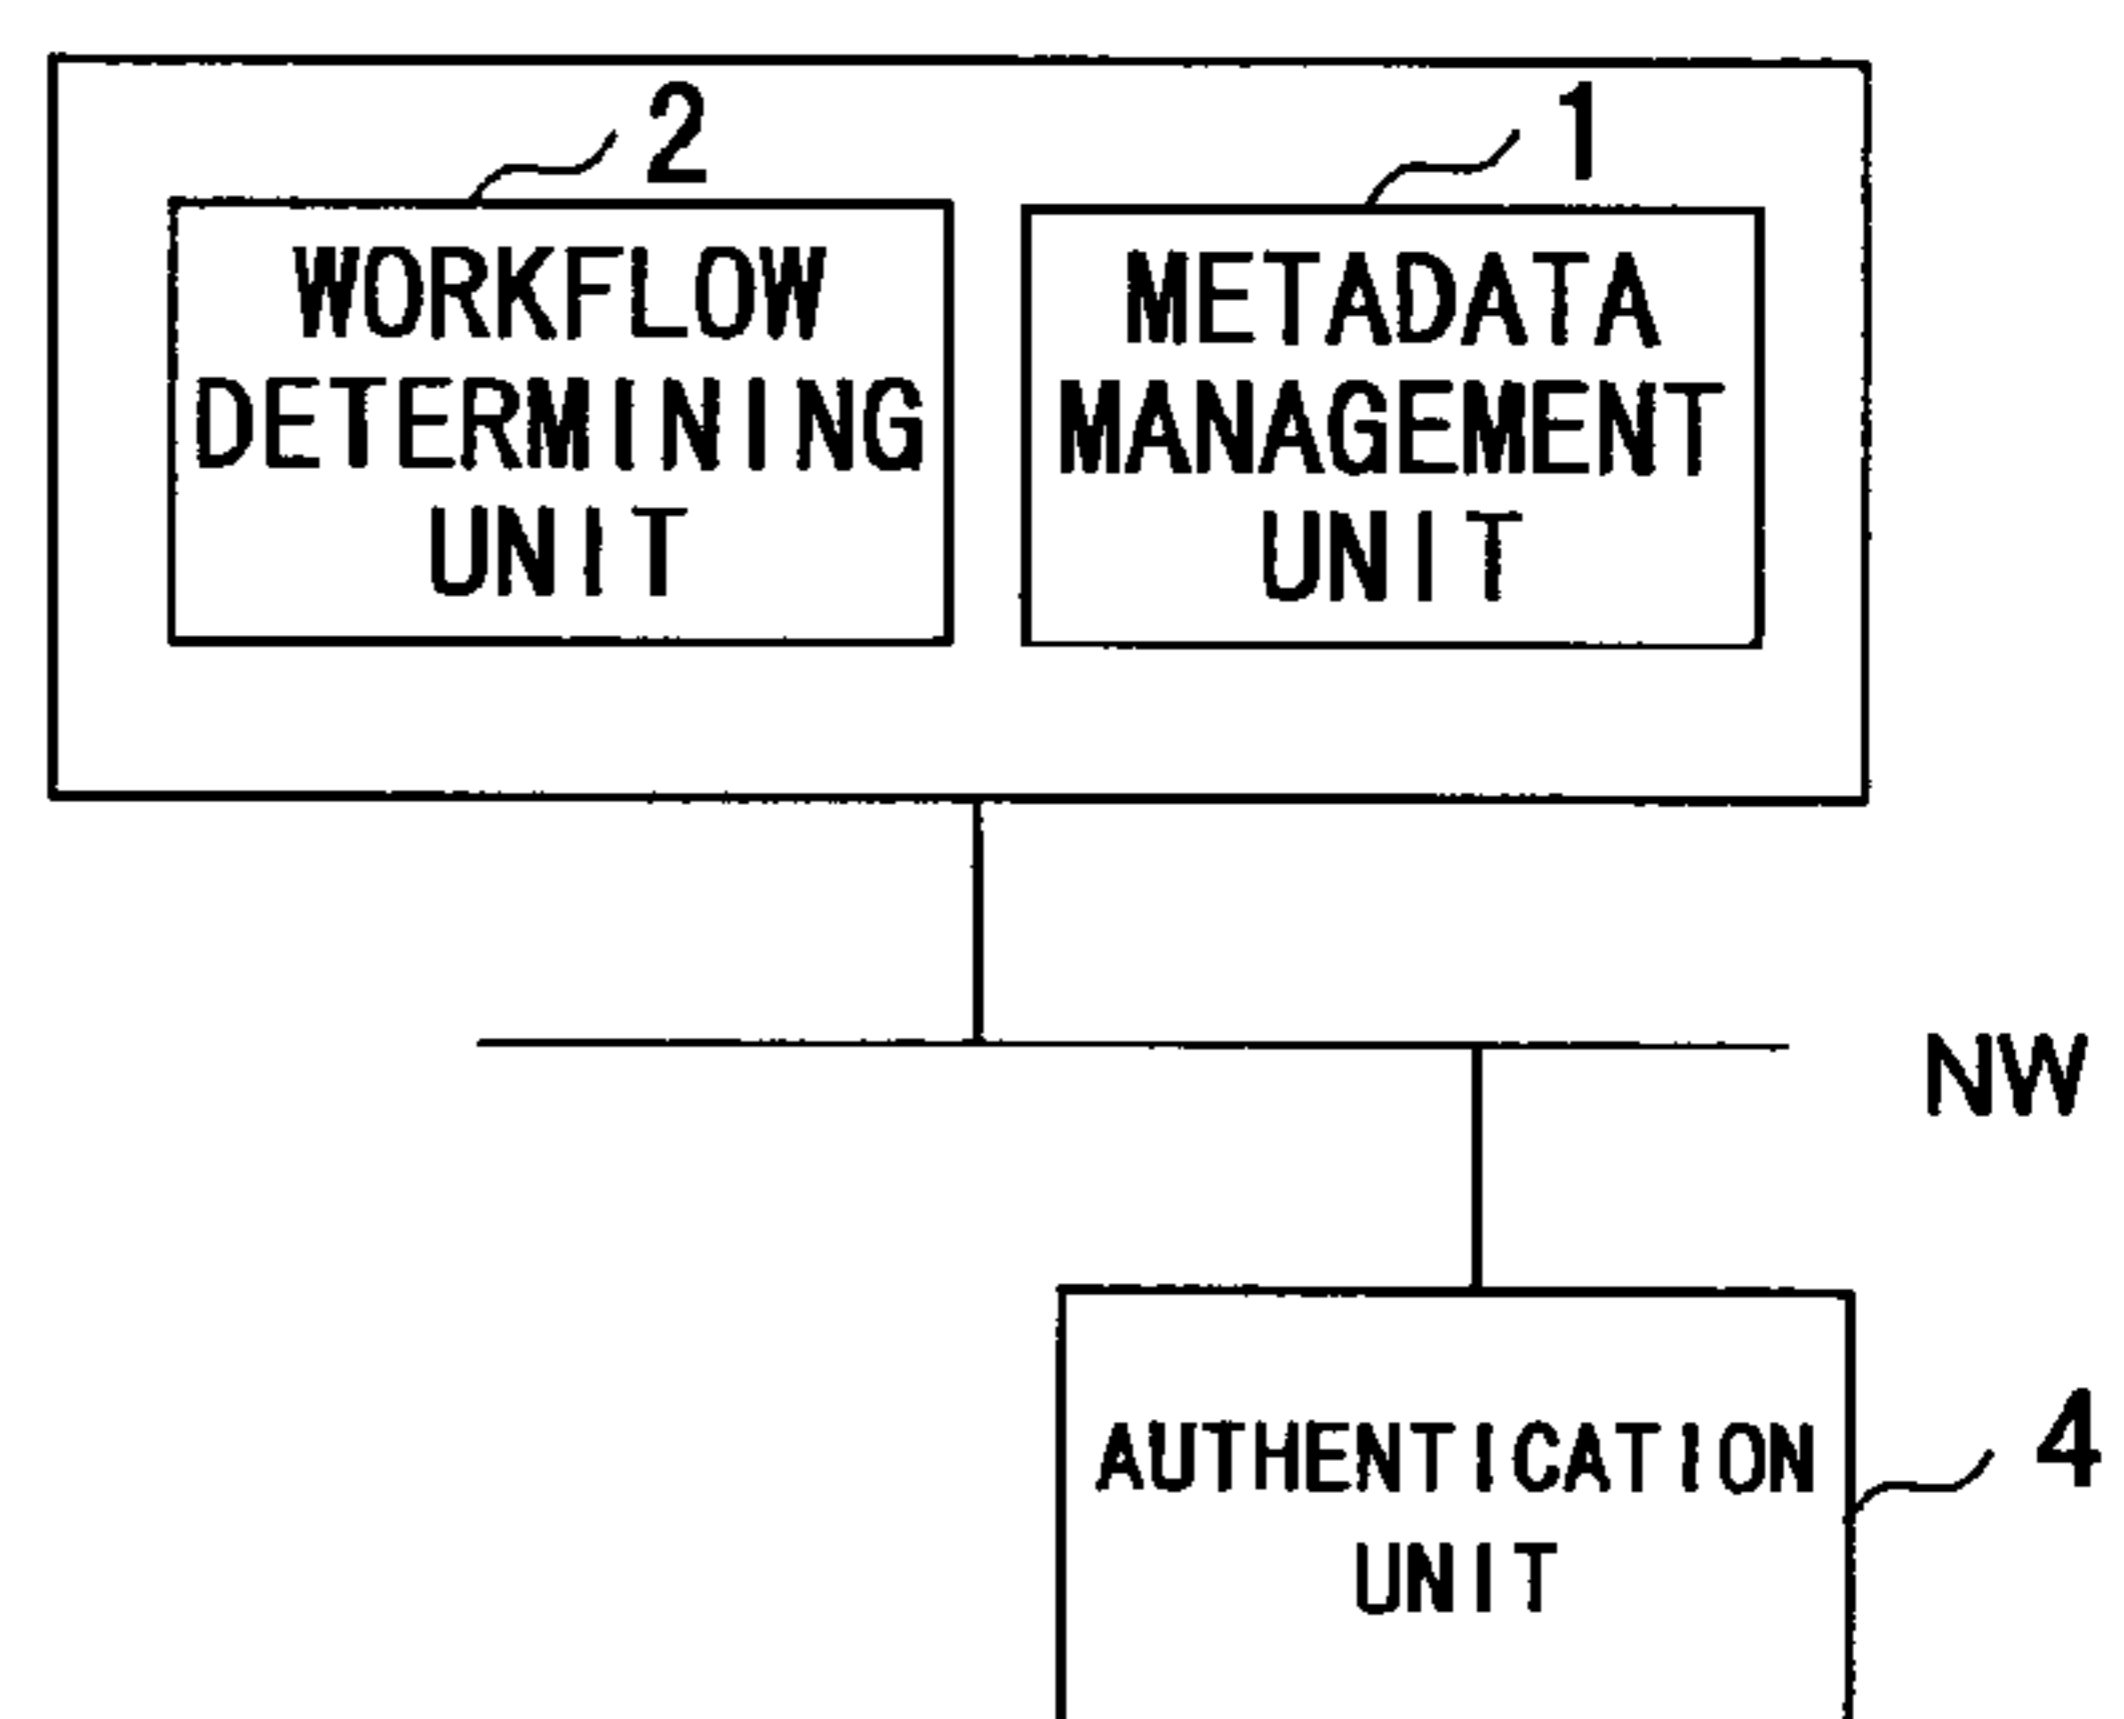 2
1
WORKFLOW
DETERMINING
UNIT
METADATA
MANAGEMENT
UNIT
NW
4
AUTHENTICATION
UNIT